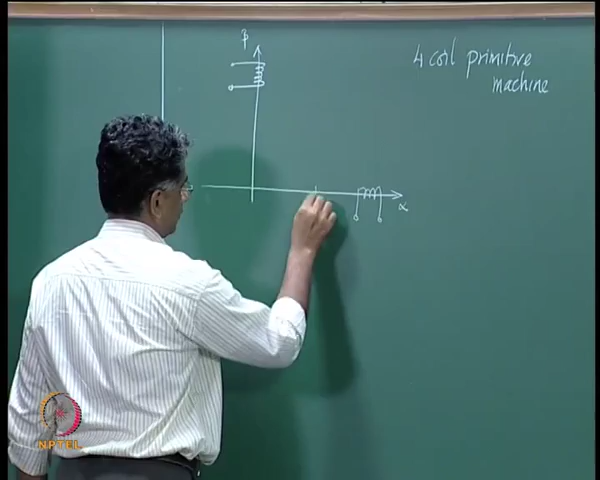 β
4 coil primitive
machine
α
NPTEL